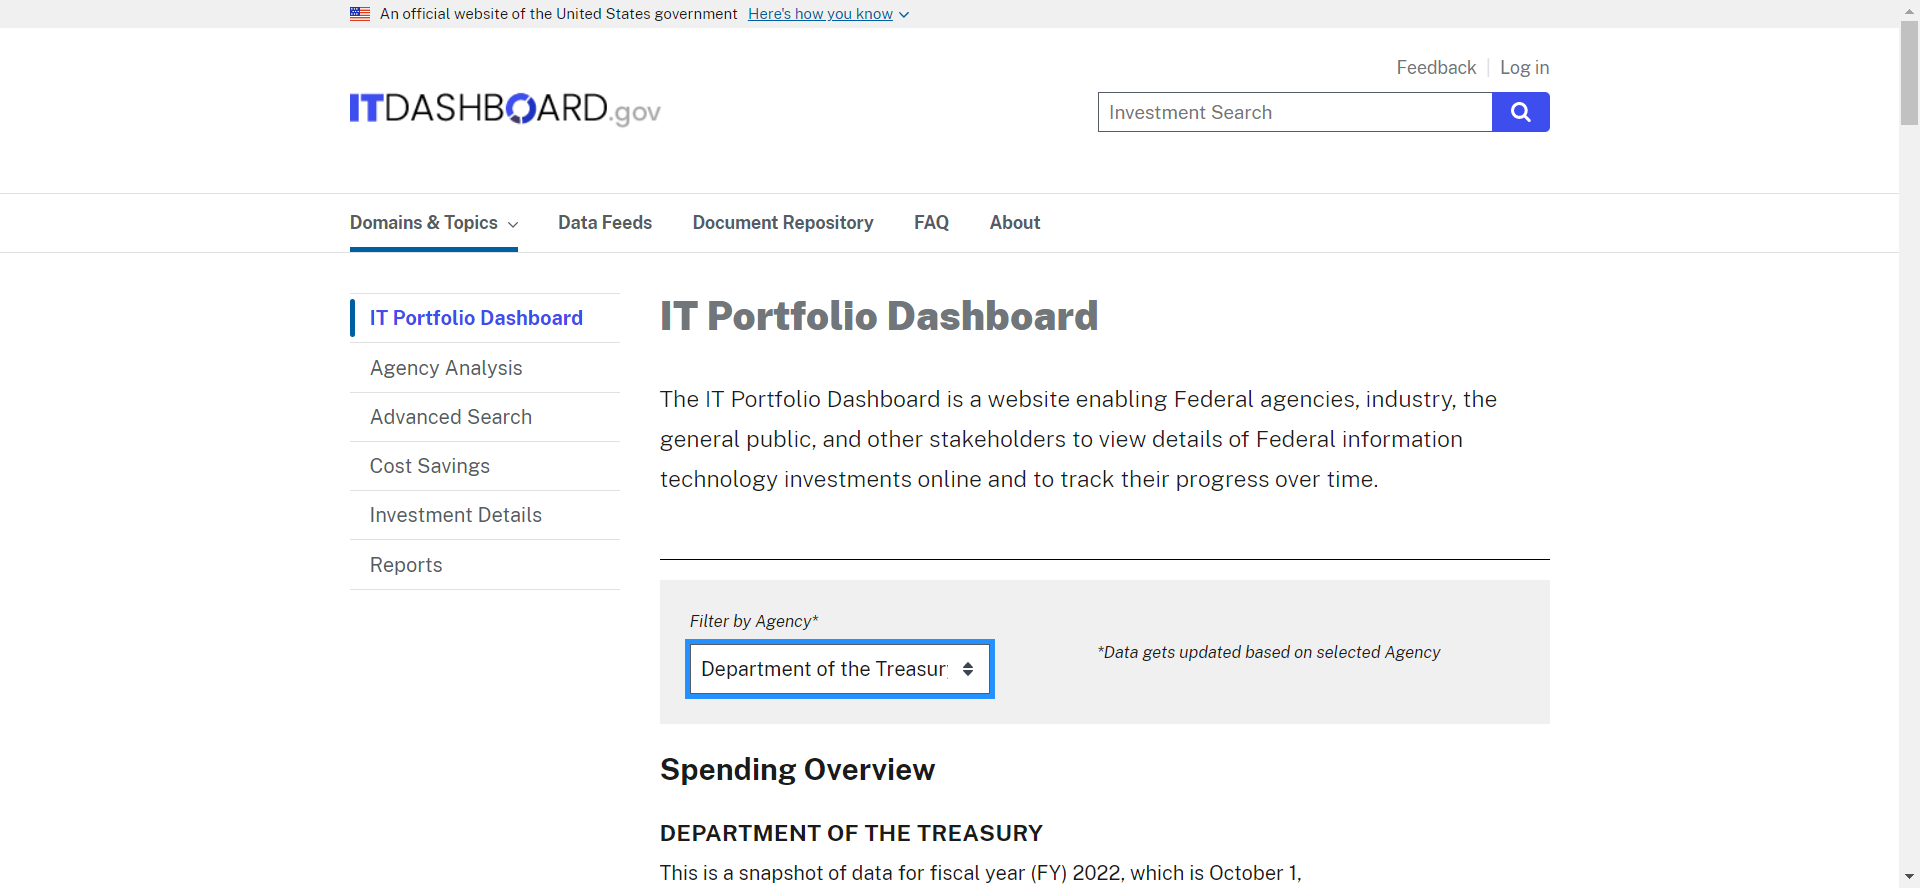 An official website of the United States government Here's how you know
Feedback Log in
ITDASHBOARD.gov
Investment Search
Domains & Topics Data Feeds Document Repository FAQ About
IT Portfolio Dashboard
Agency Analysis
Advanced Search
Cost Savings
Investment Details
Reports
IT Portfolio Dashboard
The IT Portfolio Dashboard is a website enabling Federal agencies, industry, the
general public, and other stakeholders to view details of Federal information
technology investments online and to track their progress over time.
Filter by Agency*
Department of the Treasur
*Data gets updated based on selected Agency
Spending Overview
DEPARTMENT OF THE TREASURY
This is a snapshot of data for fiscal year (FY) 2022, which is October 1,